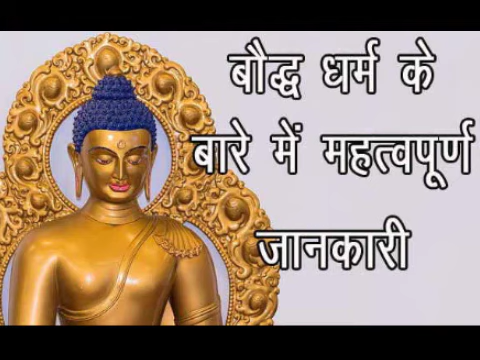 बौद्ध धर्म के
बारे में महत्वपूर्ण
जानकारी